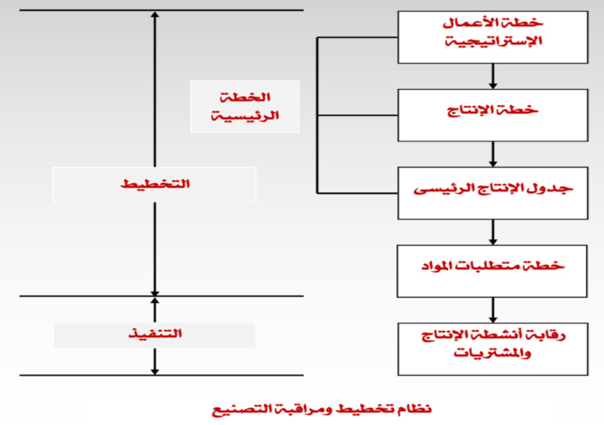 خطة الأعمال
الإستراتيجية
الخطة
الرئيسية
خطة الإنتاج
التخطيط
جدول الإنتاج الرئيسى
خطة متطلبات المواد
التنفيذ
رقابة أنشطة الإنتاج
والمشتريات
نظام تخطيط ومراقبة التصنيع